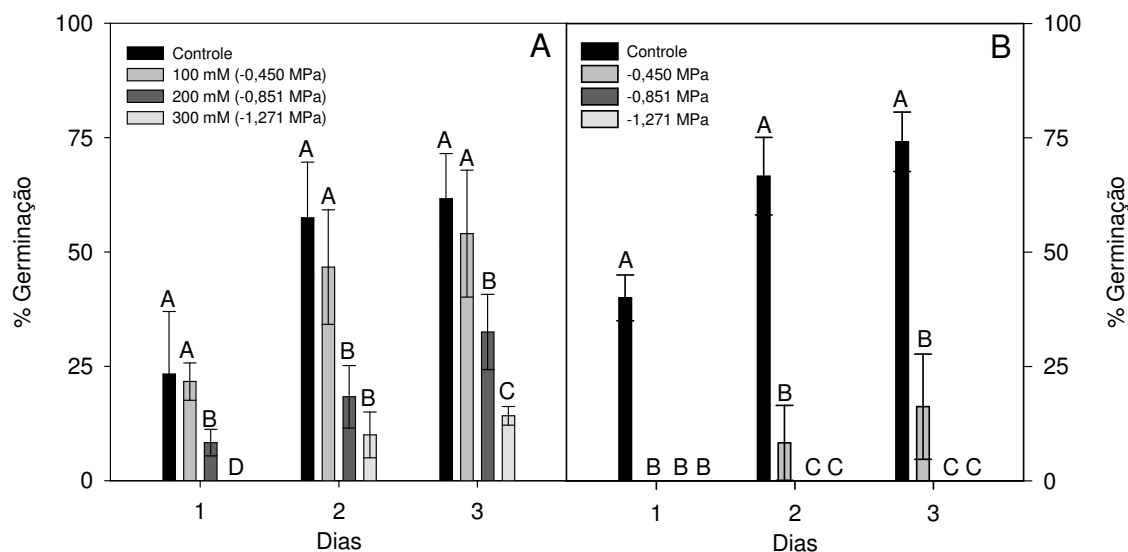 100
75
50
25
0
% Germinação
A
Controle
100 mM (-0,450 MPa)
200 mM (-0,851 MPa)
300 mM (-1,271 MPa)
A
A
B
D
A
A
B
B
A
A
B
C
1
2
3
Dias
B
Controle
-0,450 MPa
-0,851 MPa
-1,271 MPa
A
B
B
B
A
B
C
C
A
B
C
C
1
2
3
Dias
100
75
50
25
0
% Germinação